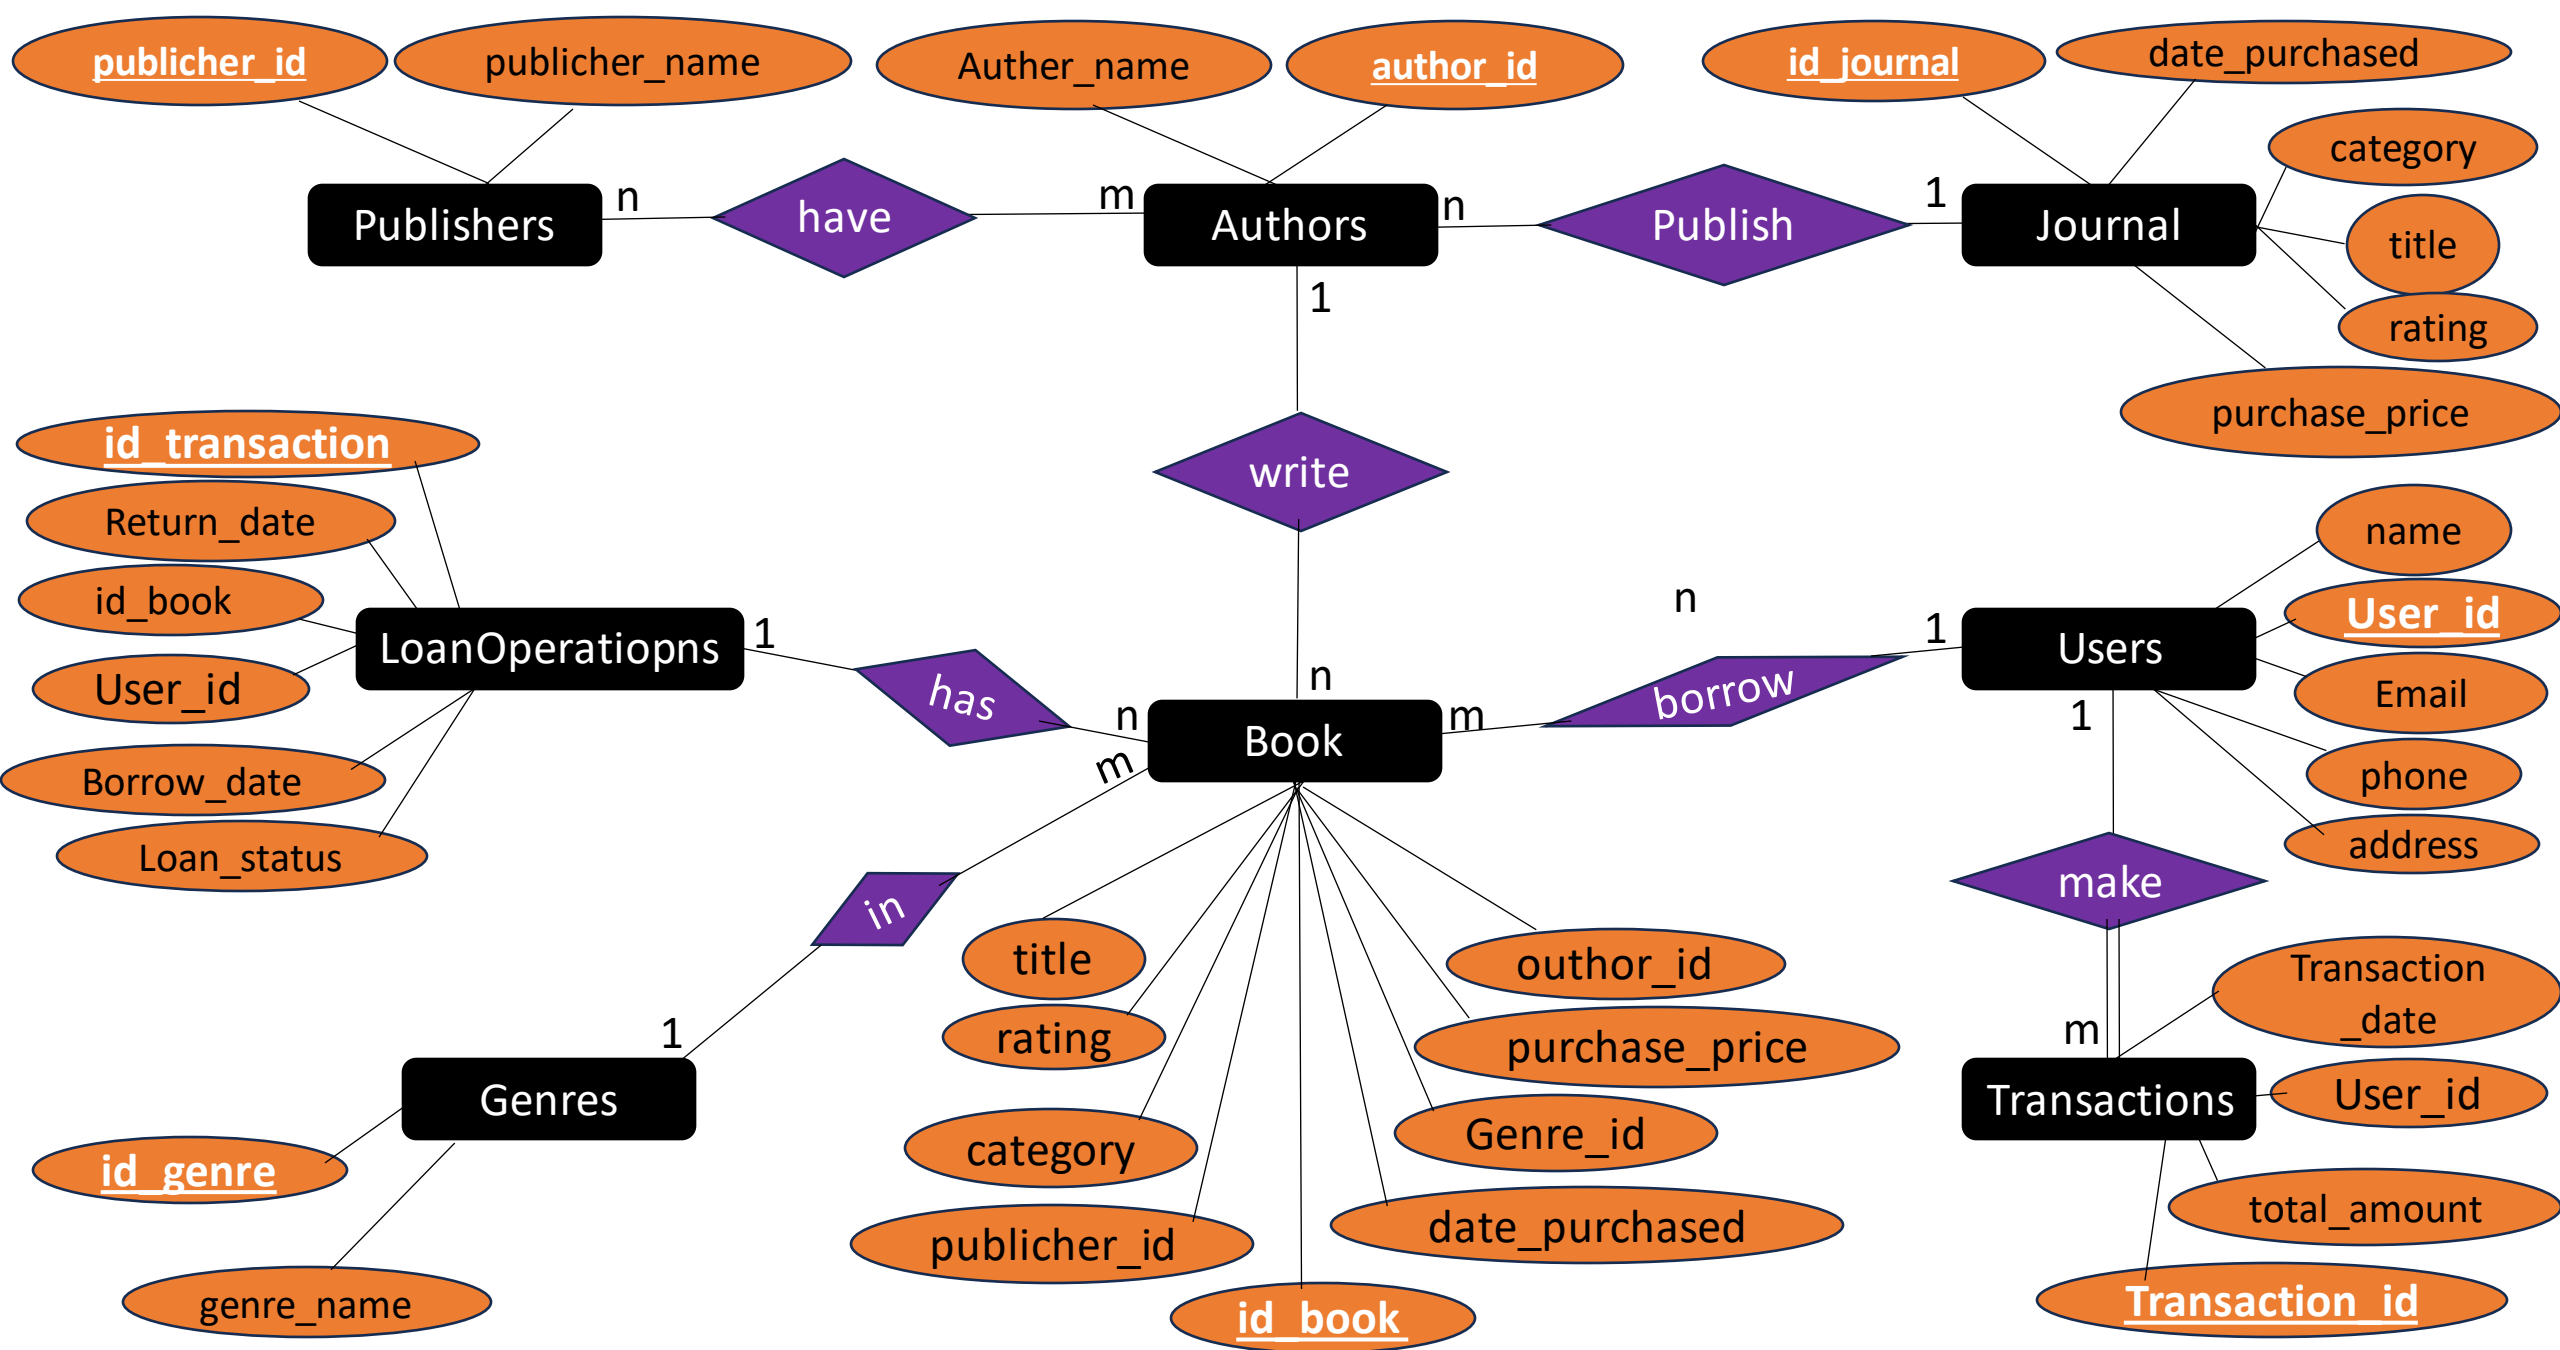 publicher_id
publicher_name
Auther_name
author_id
id_journal
date_purchased
category
title
rating
purchase_price
Publishers
n
have
m
Authors
n
Publish
1
Journal
1
write
n
id_transaction
Return_date
id_book
User_id
Borrow_date
Loan_status
LoanOperatiopns
1
has
n
Book
m
borrow
n
1
Users
name
User_id
Email
phone
address
1
make
m
Transactions
Transaction
_date
User_id
total_amount
Transaction_id
m
in
1
Genres
id_genre
genre_name
title
rating
category
publicher_id
id_book
outhor_id
purchase_price
Genre_id
date_purchased